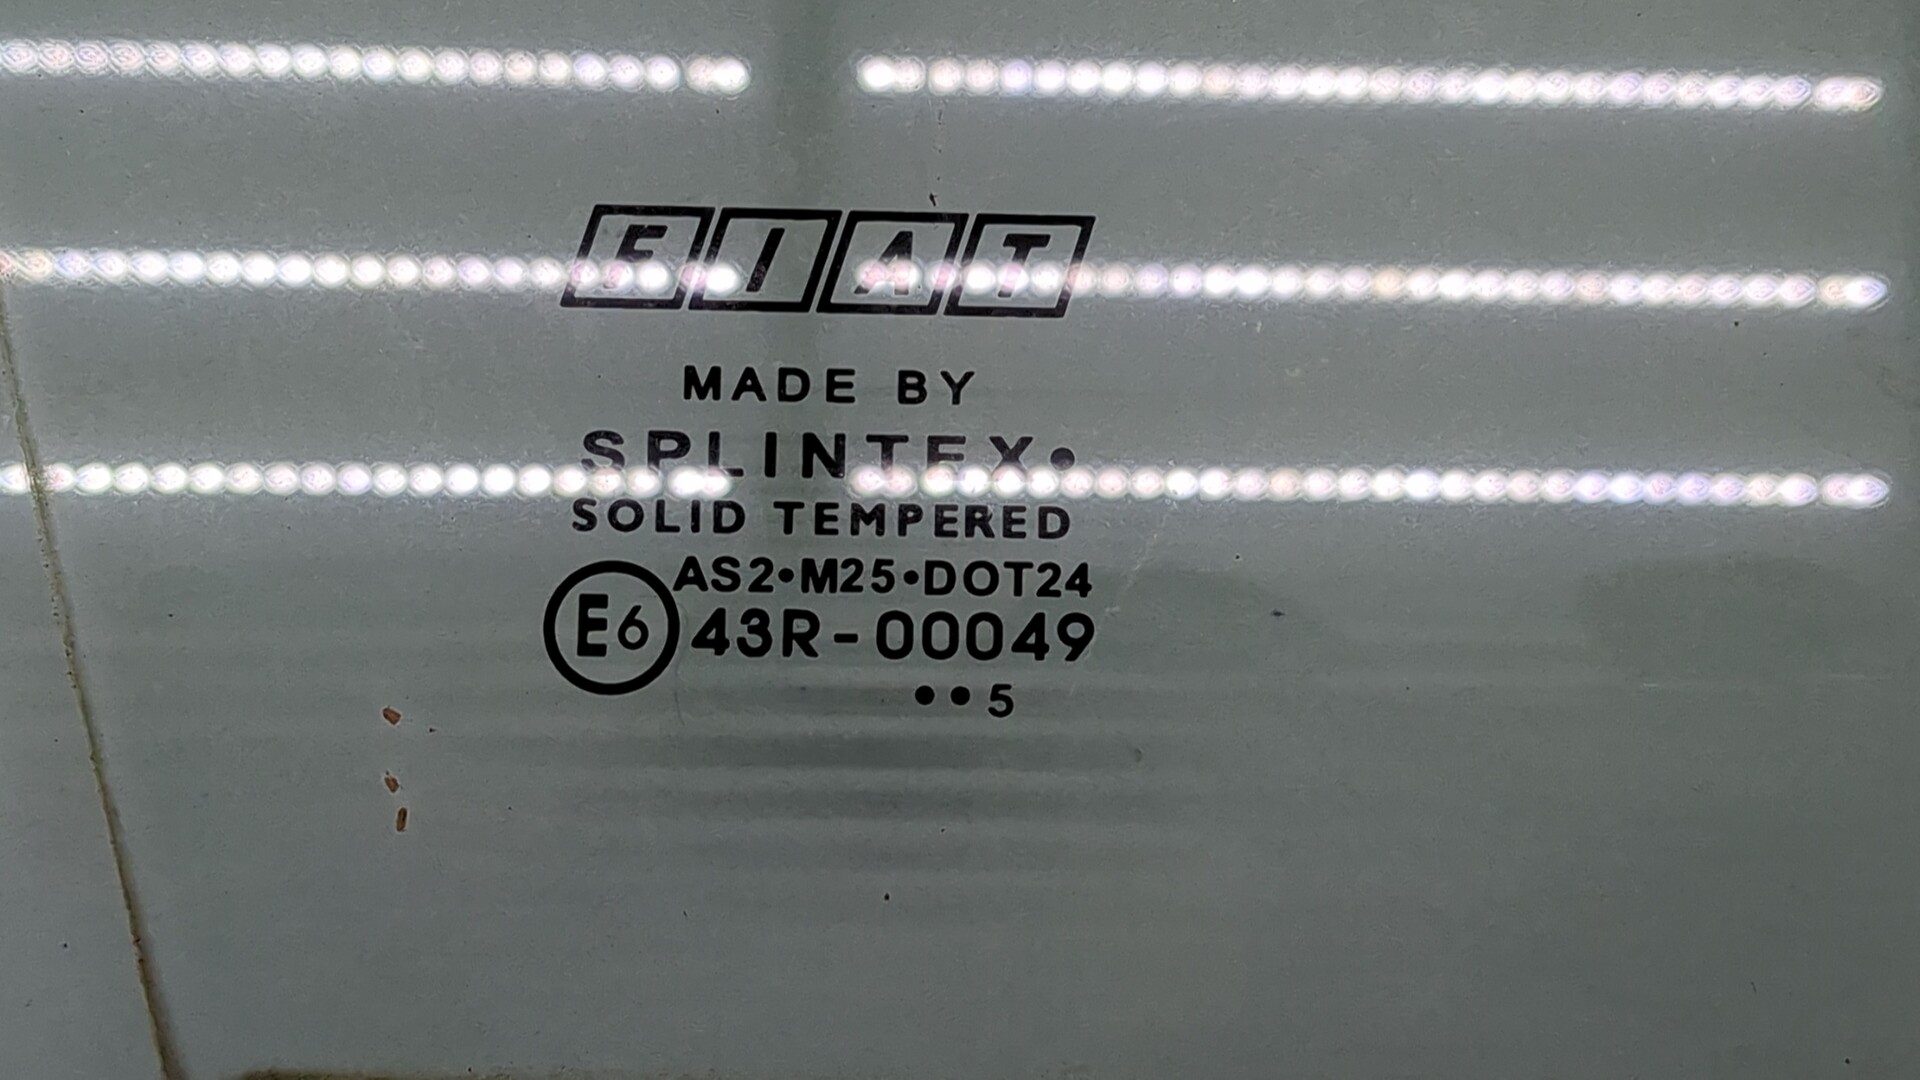 FIAT
MADE BY
SPLINTEX•
SOLID TEMPERED
AS2•M25•DOT24
E6 43R-00049
••5